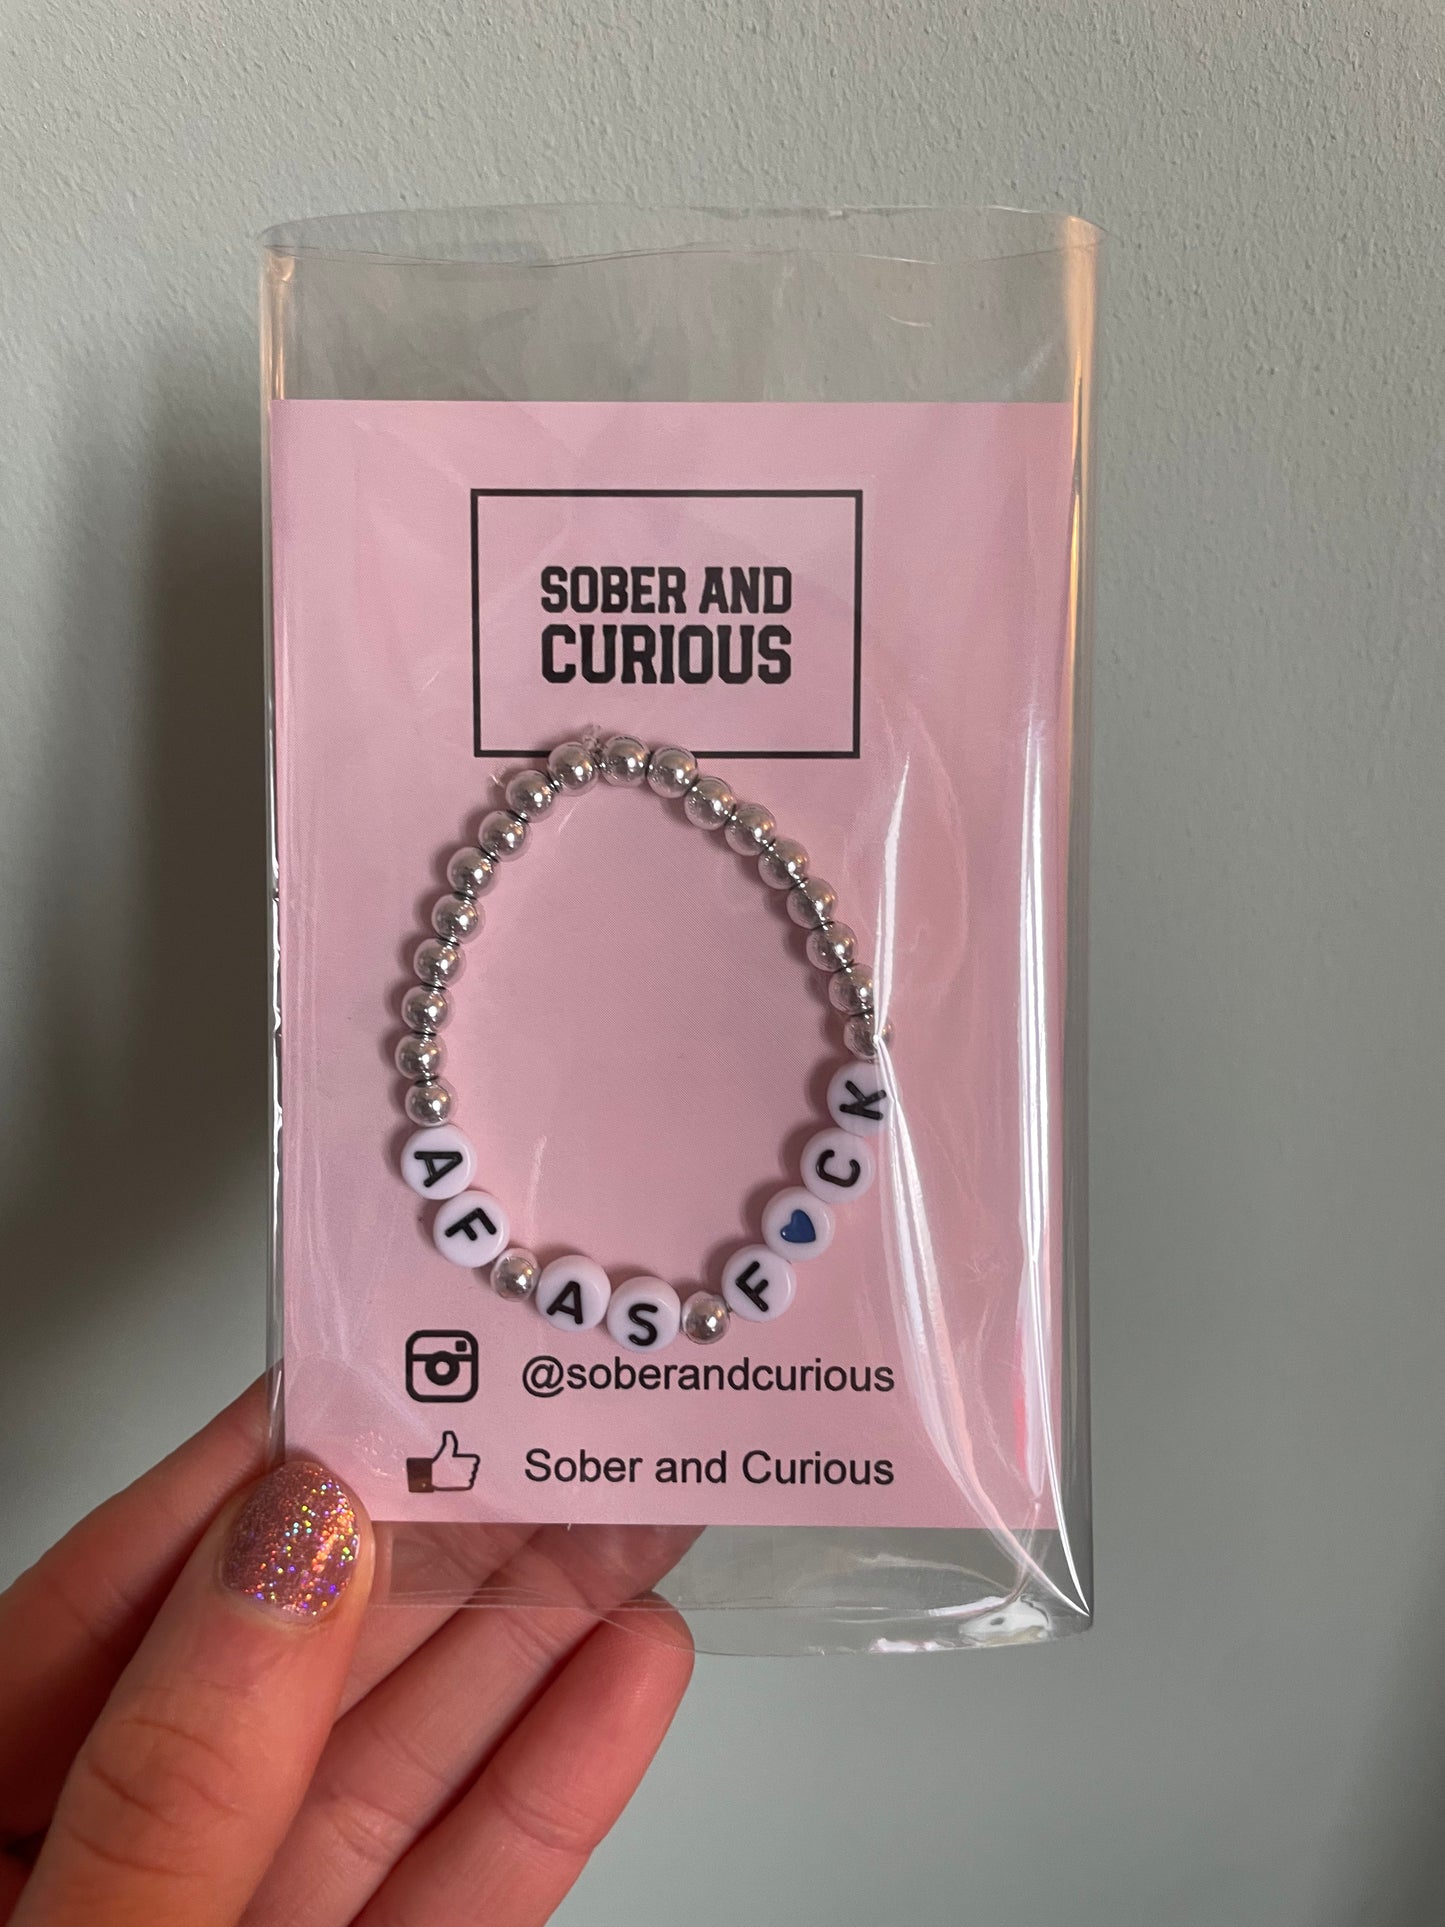 SOBER AND
CURIOUS
AF AS F💙CK
@soberandcurious
Sober and Curious